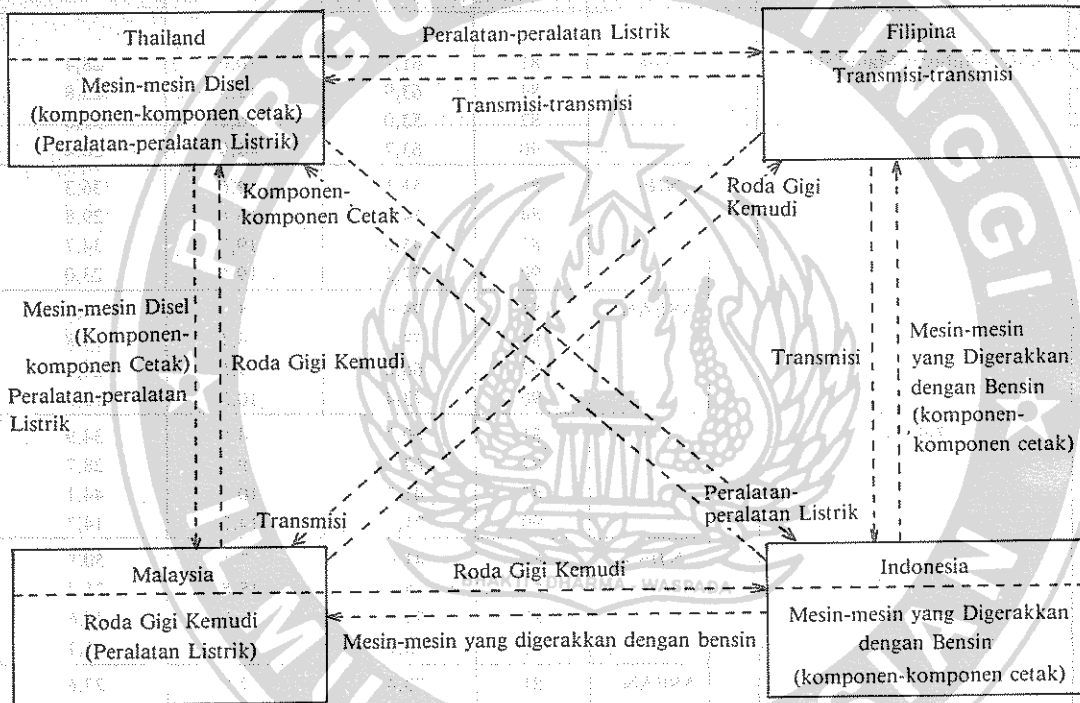 Thailand
Mesin-mesin Disel
(komponen-komponen cetak)
(Peralatan-peralatan Listrik)
Peralatan-peralatan Listrik
Transmisi-transmisi
Filipina
Transmisi-transmisi
Komponen-
komponen Cetak
Roda Gigi
Kemudi
Mesin-mesin Disel
(Komponen-
komponen Cetak)
Peralatan-peralatan
Listrik
Roda Gigi Kemudi
Transmisi
Mesin-mesin
yang Digerakkan
dengan Bensin
(komponen-
komponen cetak)
Transmisi
Peralatan-
peralatan Listrik
Malaysia
Roda Gigi Kemudi
(Peralatan Listrik)
Roda Gigi Kemudi
Mesin-mesin yang digerakkan dengan bensin
Indonesia
Mesin-mesin yang Digerakkan
dengan Bensin
(komponen-komponen cetak)
DHARMA - WASPADA